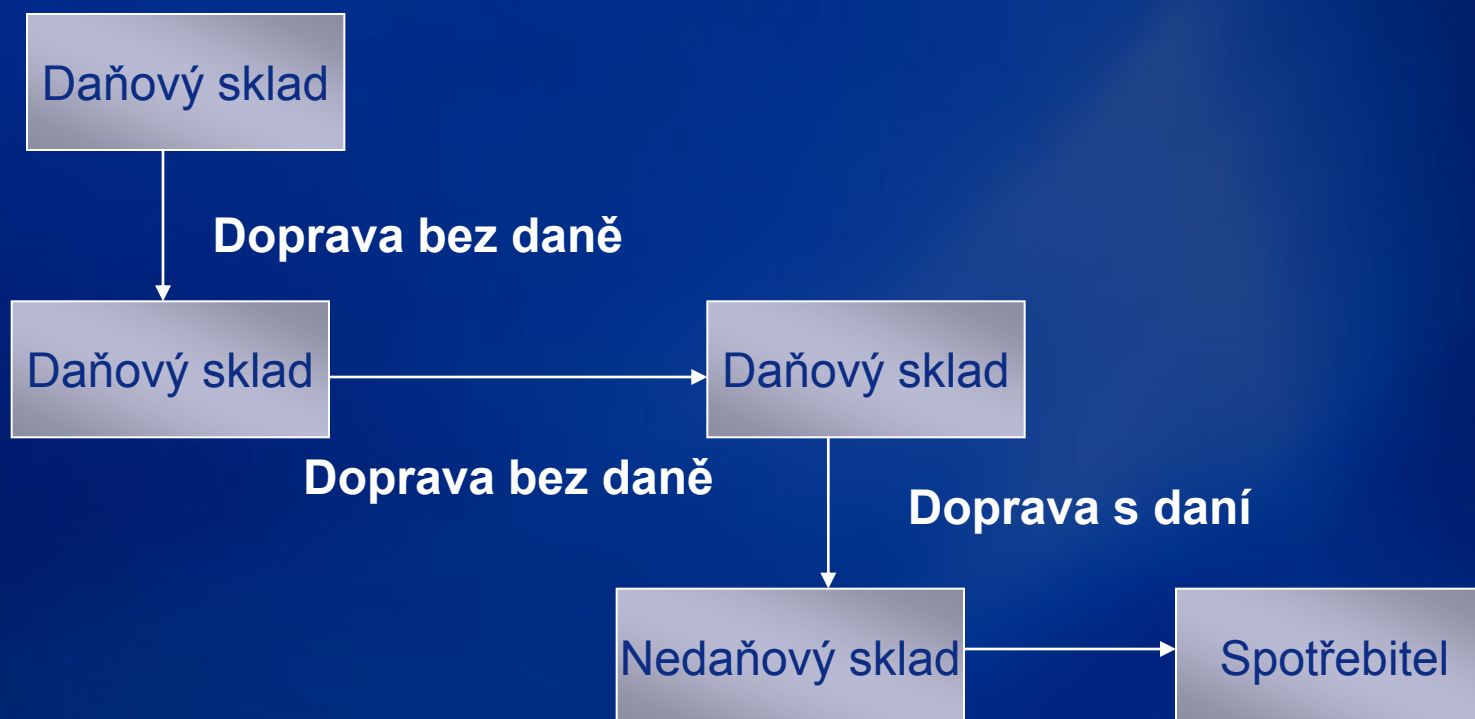 Daňový sklad
Doprava bez daně
Daňový sklad
Daňový sklad
Doprava bez daně
Doprava s daní
Nedaňový sklad
Spotřebitel